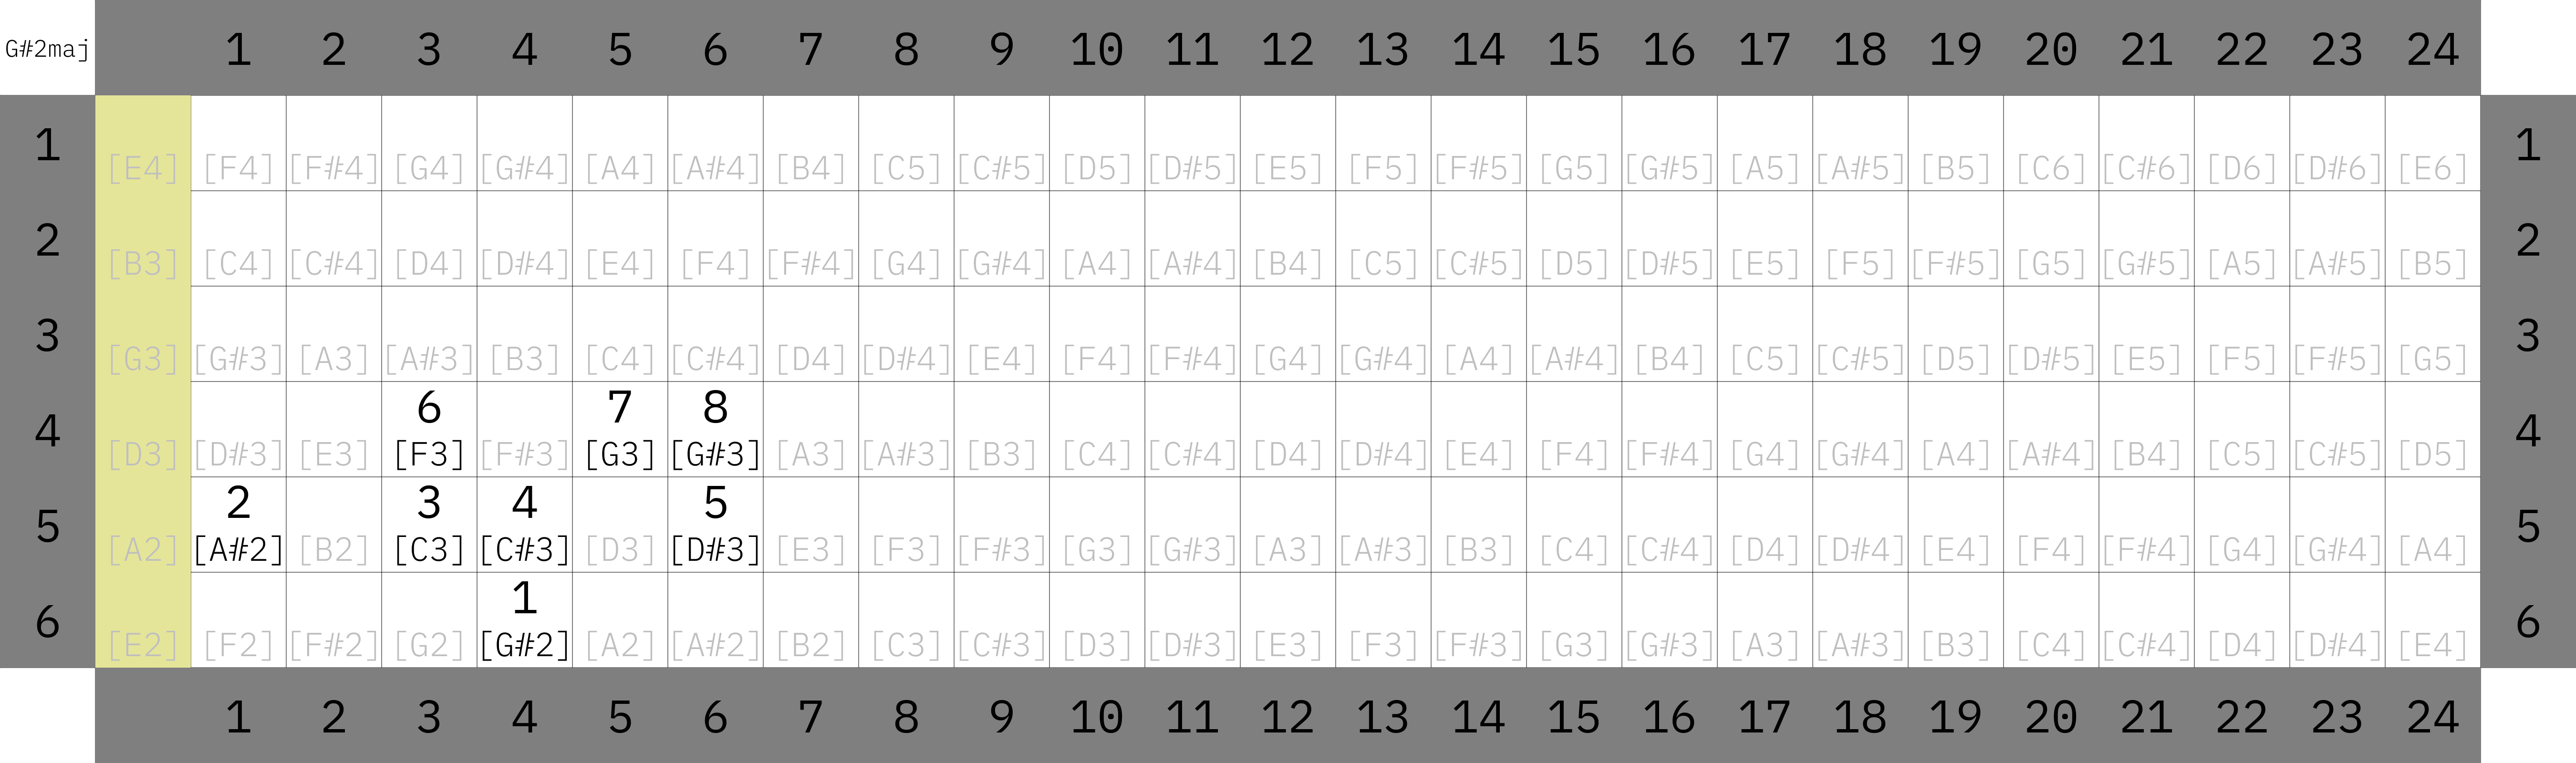 G#2maj 1 2 3 4 5 6 7 8 9 10 11 12 13 14 15 16 17 18 19 20 21 22 23 24
1 [E4] [F4] [F#4] [G4] [G#4] [A4] [A#4] [B4] [C5] [C#5] [D5] [D#5] [E5] [F5] [F#5] [G5] [G#5] [A5] [A#5] [B5] [C6] [C#6] [D6] [D#6] [E6] 1
2 [B3] [C4] [C#4] [D4] [D#4] [E4] [F4] [F#4] [G4] [G#4] [A4] [A#4] [B4] [C5] [C#5] [D5] [D#5] [E5] [F5] [F#5] [G5] [G#5] [A5] [A#5] [B5] 2
3 [G3] [G#3] [A3] [A#3] [B3] [C4] [C#4] [D4] [D#4] [E4] [F4] [F#4] [G4] [G#4] [A4] [A#4] [B4] [C5] [C#5] [D5] [D#5] [E5] [F5] [F#5] [G5] 3
6 7 8
4 [D3] [D#3] [E3] [F3] [F#3] [G3] [G#3] [A3] [A#3] [B3] [C4] [C#4] [D4] [D#4] [E4] [F4] [F#4] [G4] [G#4] [A4] [A#4] [B4] [C5] [C#5] [D5] 4
2 3 4 5
5 [A2] [A#2] [B2] [C3] [C#3] [D3] [D#3] [E3] [F3] [F#3] [G3] [G#3] [A3] [A#3] [B3] [C4] [C#4] [D4] [D#4] [E4] [F4] [F#4] [G4] [G#4] [A4] 5
1
6 [E2] [F2] [F#2] [G2] [G#2] [A2] [A#2] [B2] [C3] [C#3] [D3] [D#3] [E3] [F3] [F#3] [G3] [G#3] [A3] [A#3] [B3] [C4] [C#4] [D4] [D#4] [E4] 6
1 2 3 4 5 6 7 8 9 10 11 12 13 14 15 16 17 18 19 20 21 22 23 24